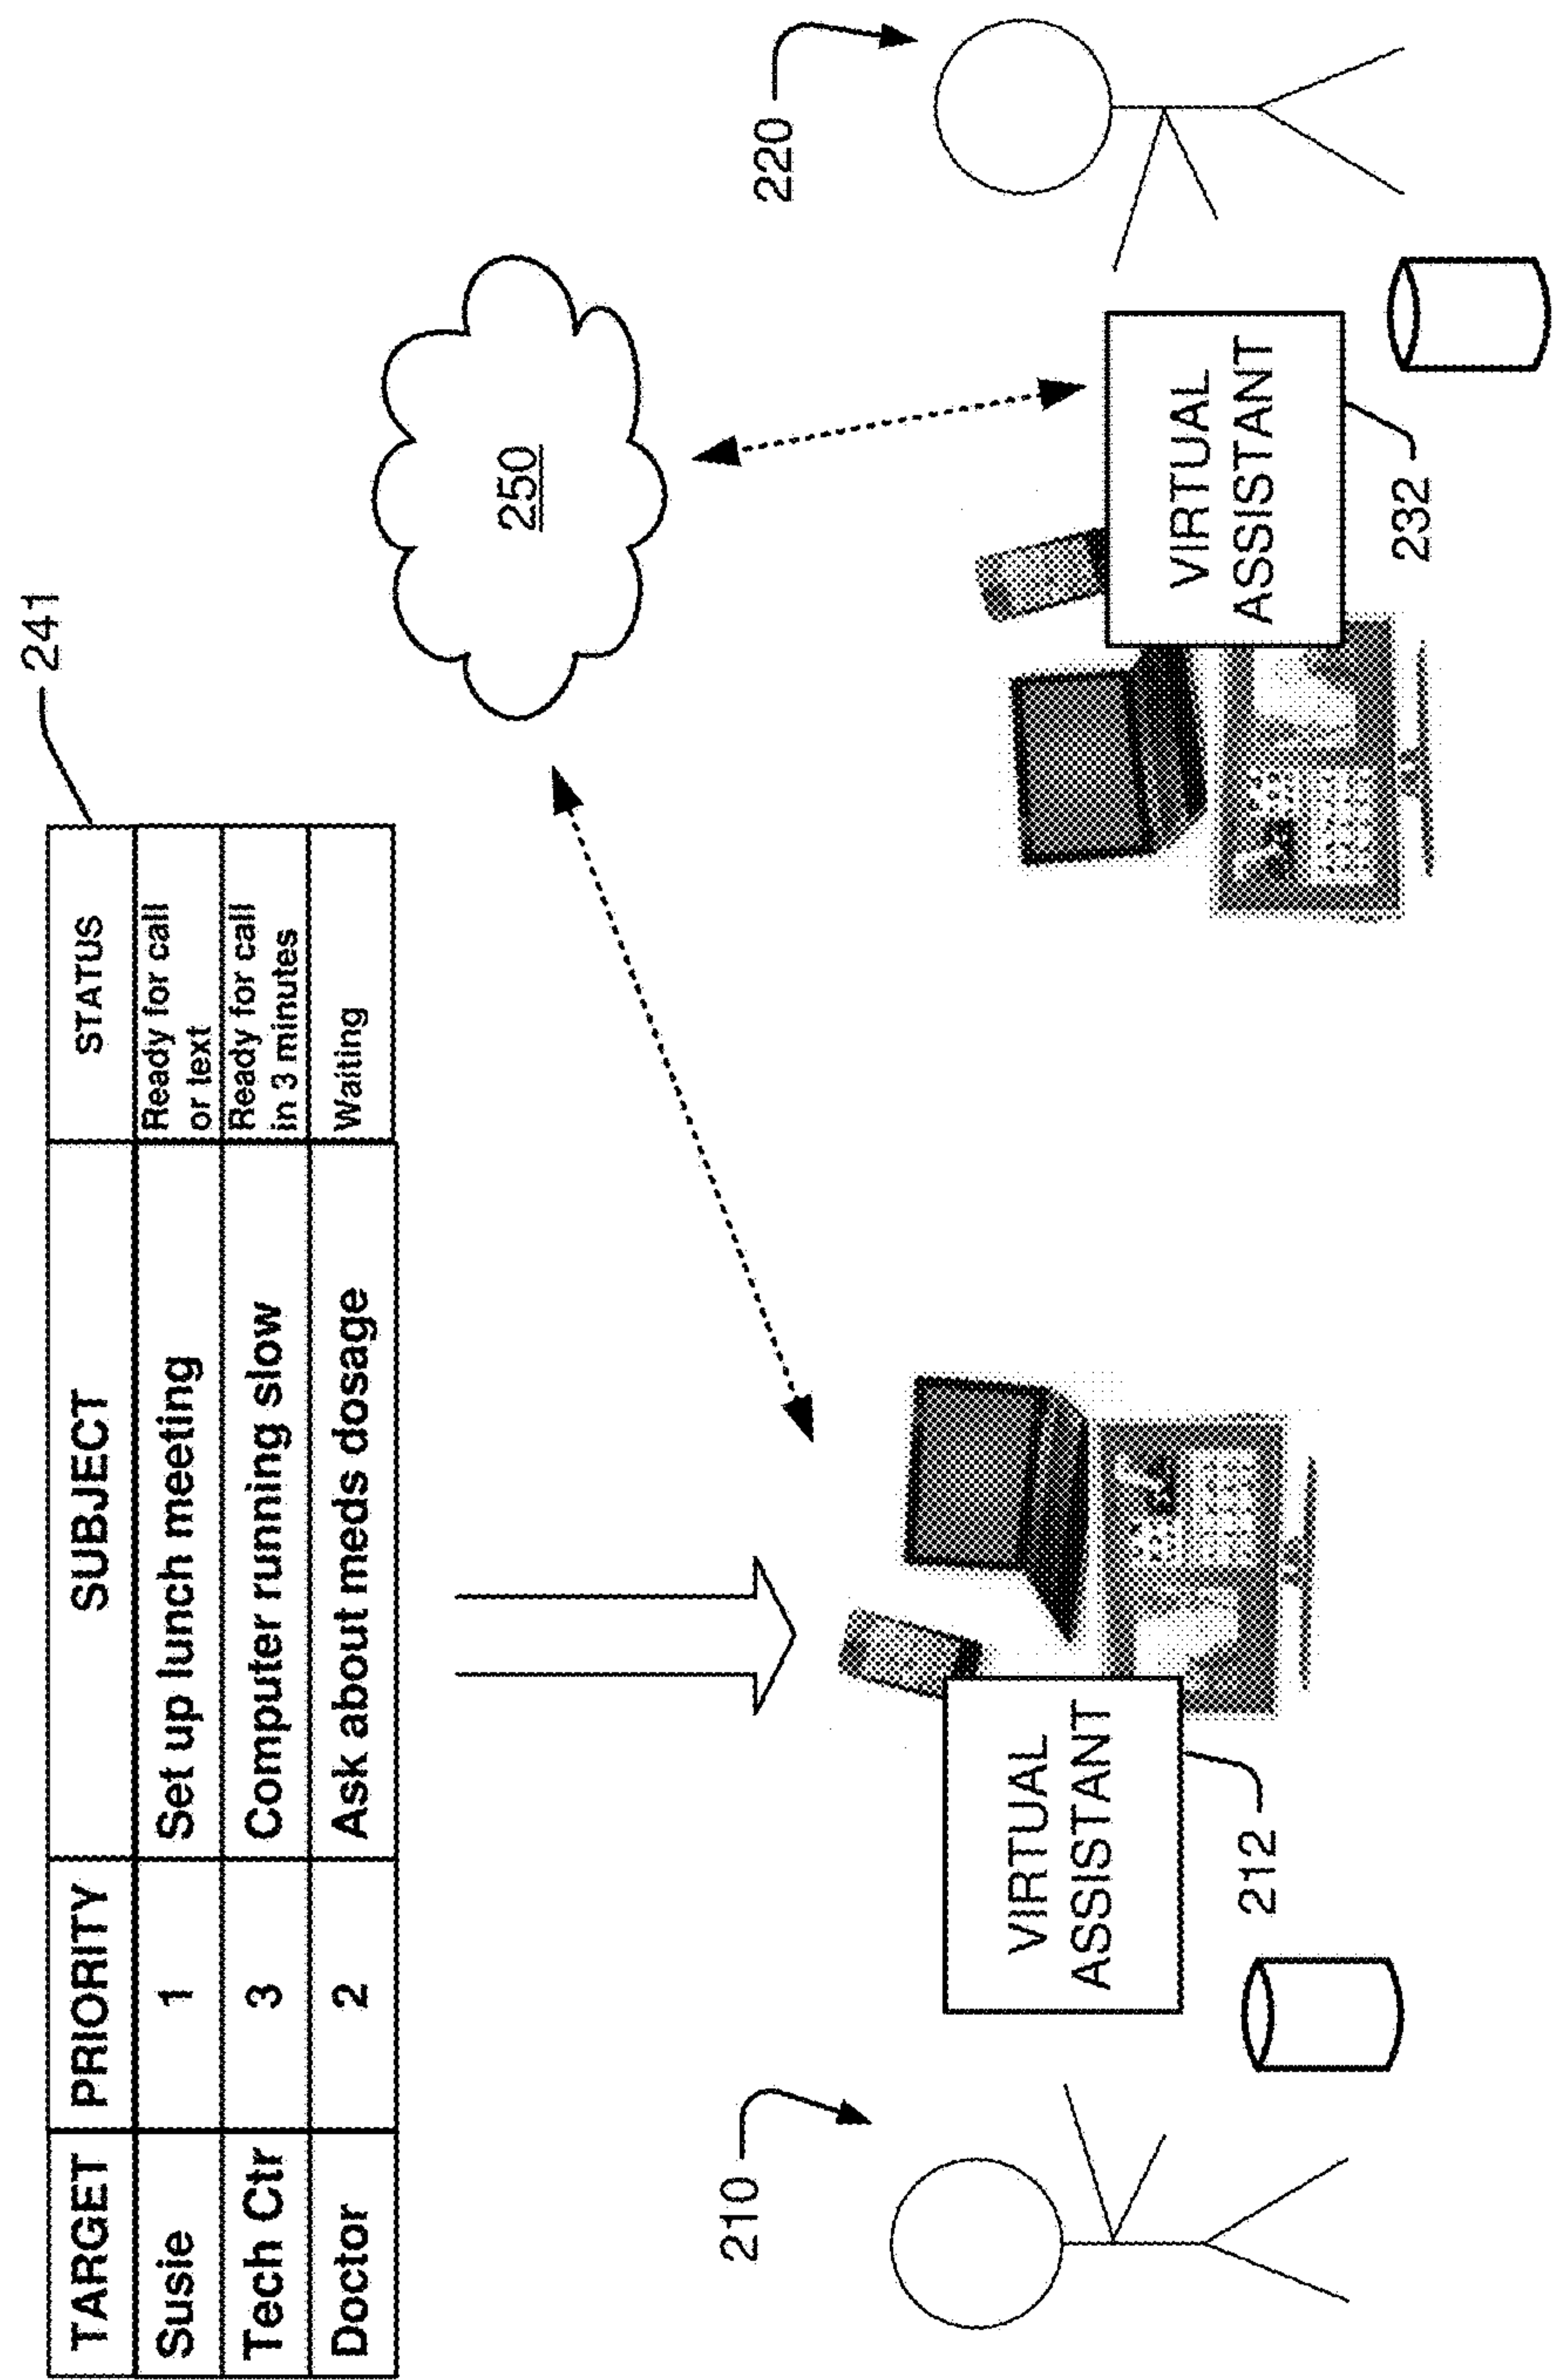 TARGET PRIORITY SUBJECT STATUS
Susie 1 Set up lunch meeting Ready for call
or text
Tech Ctr 3 Computer running slow Ready for call
in 3 minutes
Doctor 2 Ask about meds dosage Waiting
241
250
210
220
VIRTUAL
ASSISTANT
212
VIRTUAL
ASSISTANT
232